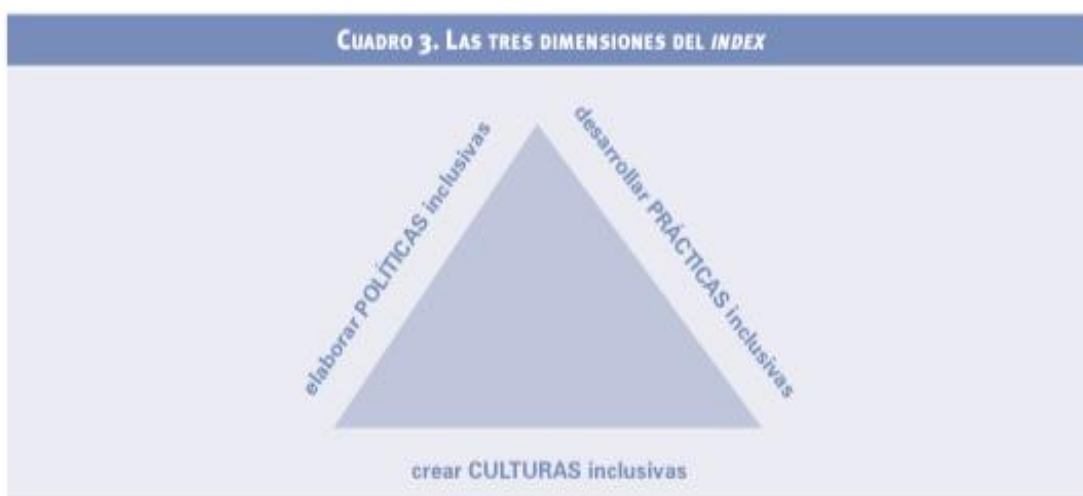 CUADRO 3. LAS TRES DIMENSIONES DEL INDEX
elaborar POLÍTICAS inclusivas
desarrollar PRÁCTICAS inclusivas
crear CULTURAS inclusivas